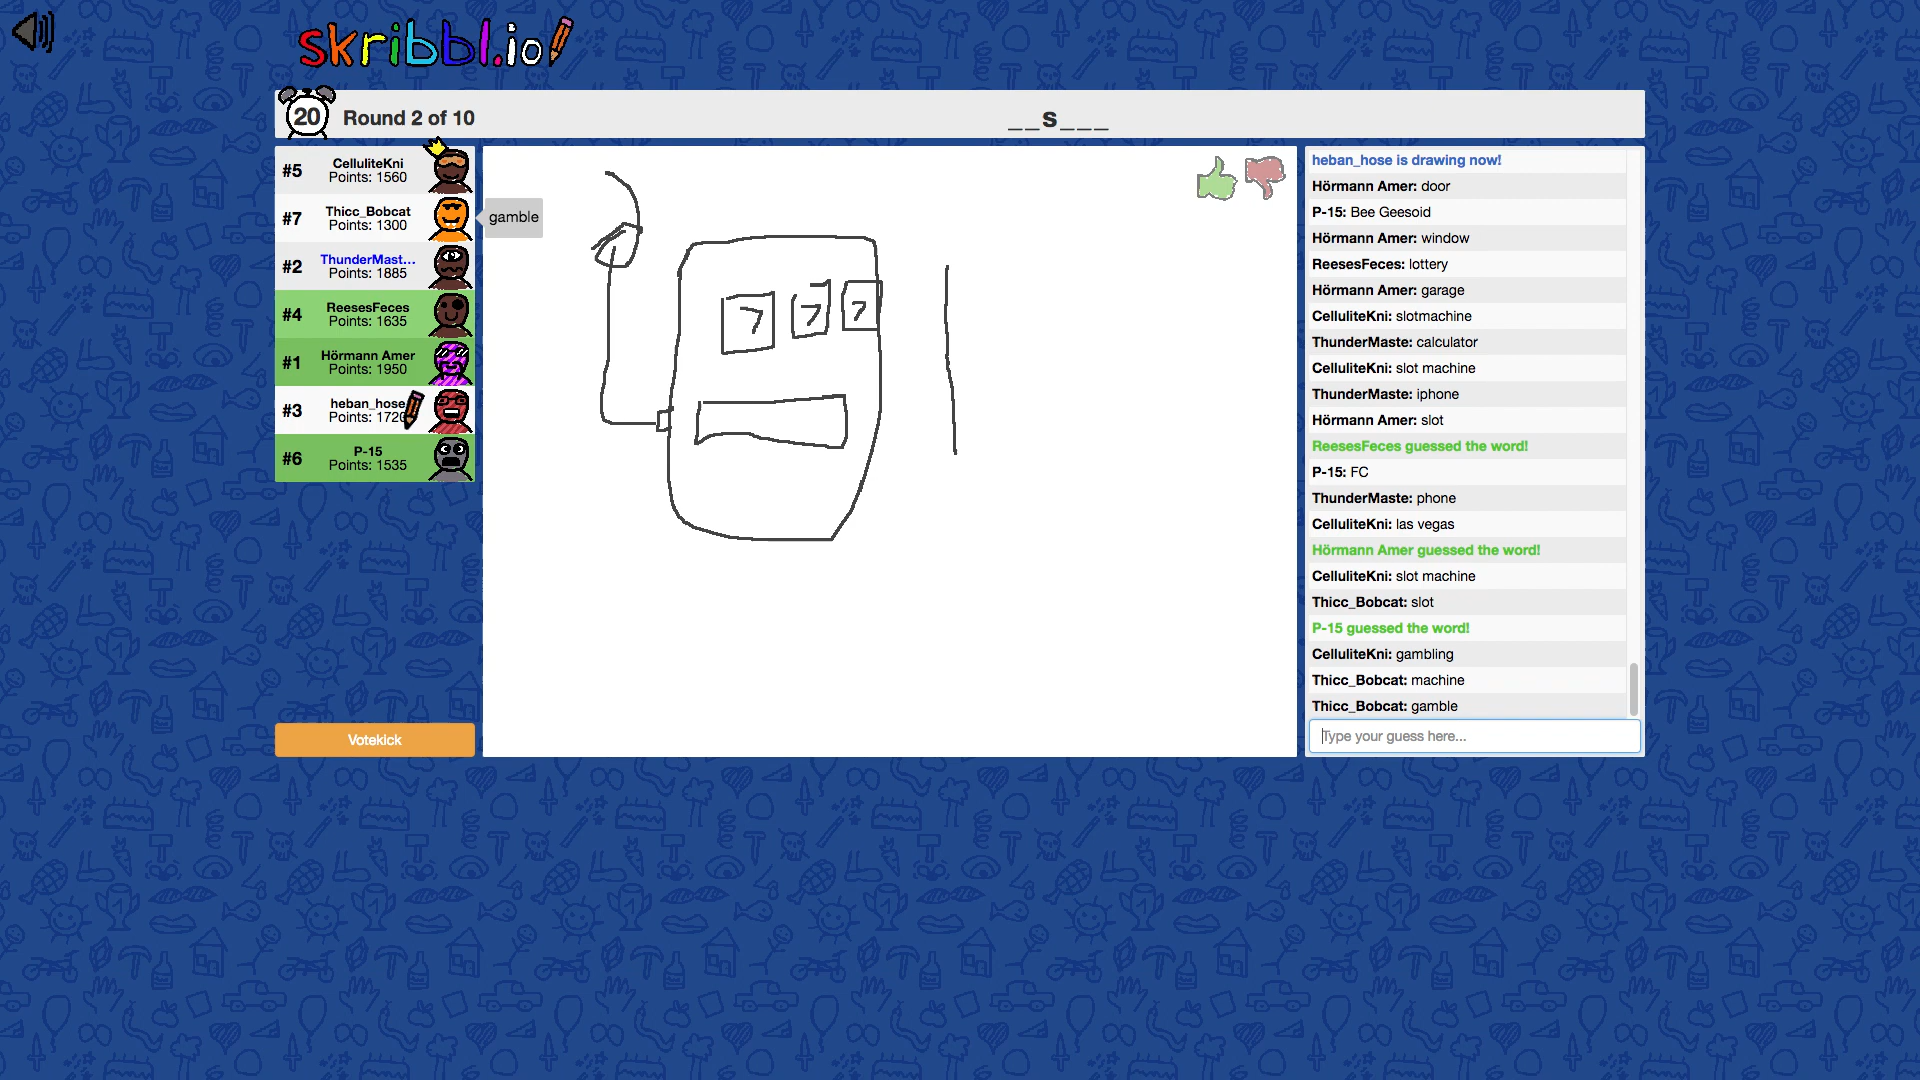 skribbl.io
20
Round 2 of 10
__s___
#5
CelluliteKni
Points: 1560
#7
Thicc_Bobcat
Points: 1300
gamble
#2
ThunderMast...
Points: 1885
#4
ReesesFeces
Points: 1635
#1
Hörmann Amer
Points: 1950
#3
heban_hose
Points: 1720
#6
P-15
Points: 1535
Votekick
7 7 7
heban_hose is drawing now!
Hörmann Amer: door
P-15: Bee Geesoid
Hörmann Amer: window
ReesesFeces: lottery
Hörmann Amer: garage
CelluliteKni: slotmachine
ThunderMaste: calculator
CelluliteKni: slot machine
ThunderMaste: iphone
Hörmann Amer: slot
ReesesFeces guessed the word!
P-15: FC
ThunderMaste: phone
CelluliteKni: las vegas
Hörmann Amer guessed the word!
CelluliteKni: slot machine
Thicc_Bobcat: slot
P-15 guessed the word!
CelluliteKni: gambling
Thicc_Bobcat: machine
Thicc_Bobcat: gamble
Type your guess here...